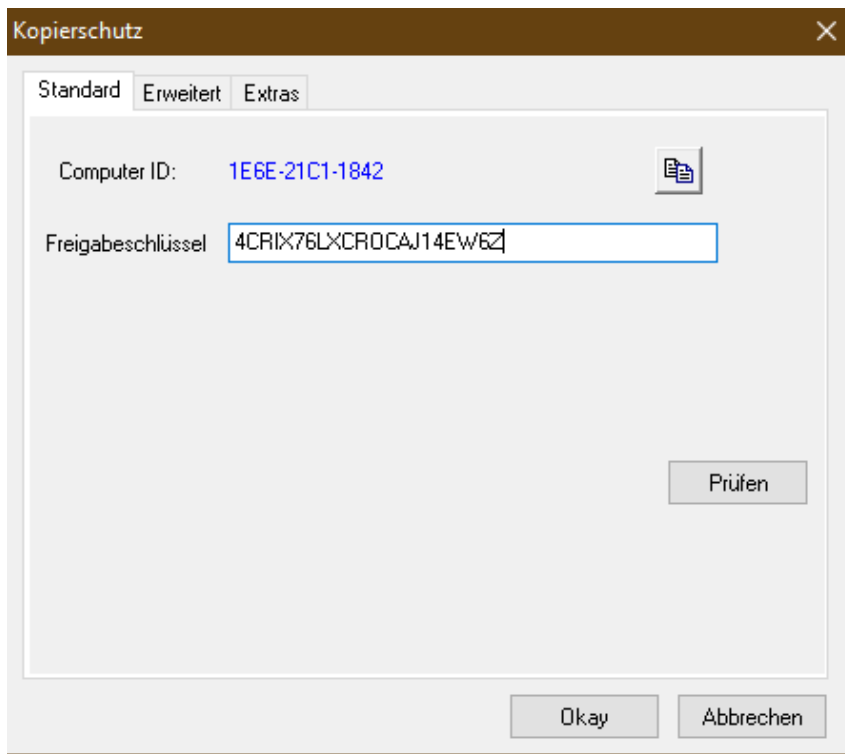 Kopierschutz
Standard Erweitert Extras
Computer ID: 1E6E-21C1-1842
Freigabeschlüssel 4CRIX76LXCROCAJ14EW6Z
Prüfen
Okay Abbrechen